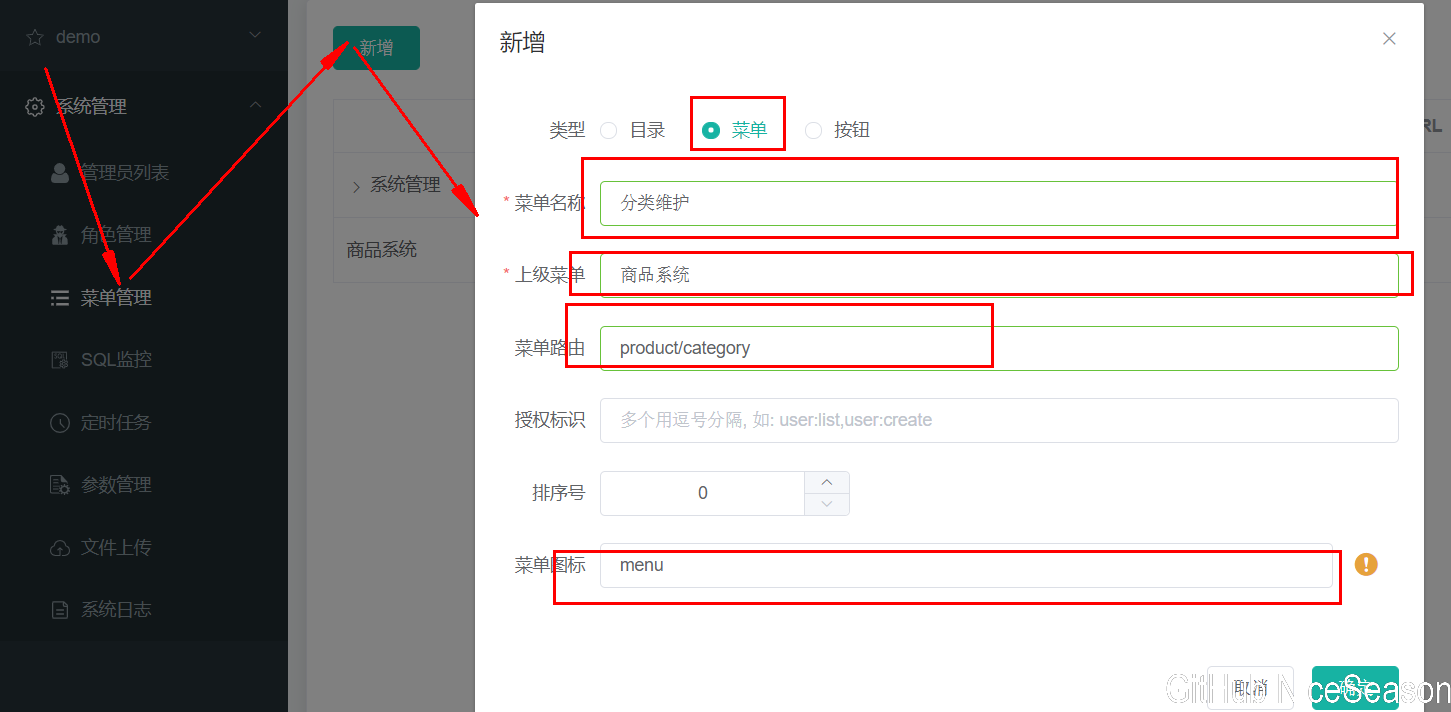 demo
系统管理
管理员列表
角色管理
菜单管理
SQL监控
定时任务
参数管理
文件上传
系统日志
新增
系统管理
商品系统
RL
新增
类型 目录 菜单 按钮
* 菜单名称 分类维护
* 上级菜单 商品系统
菜单路由 product/category
授权标识 多个用逗号分隔, 如: user:list,user:create
排序号 0
菜单图标 menu
取消 确定
GitHub NiceSeason